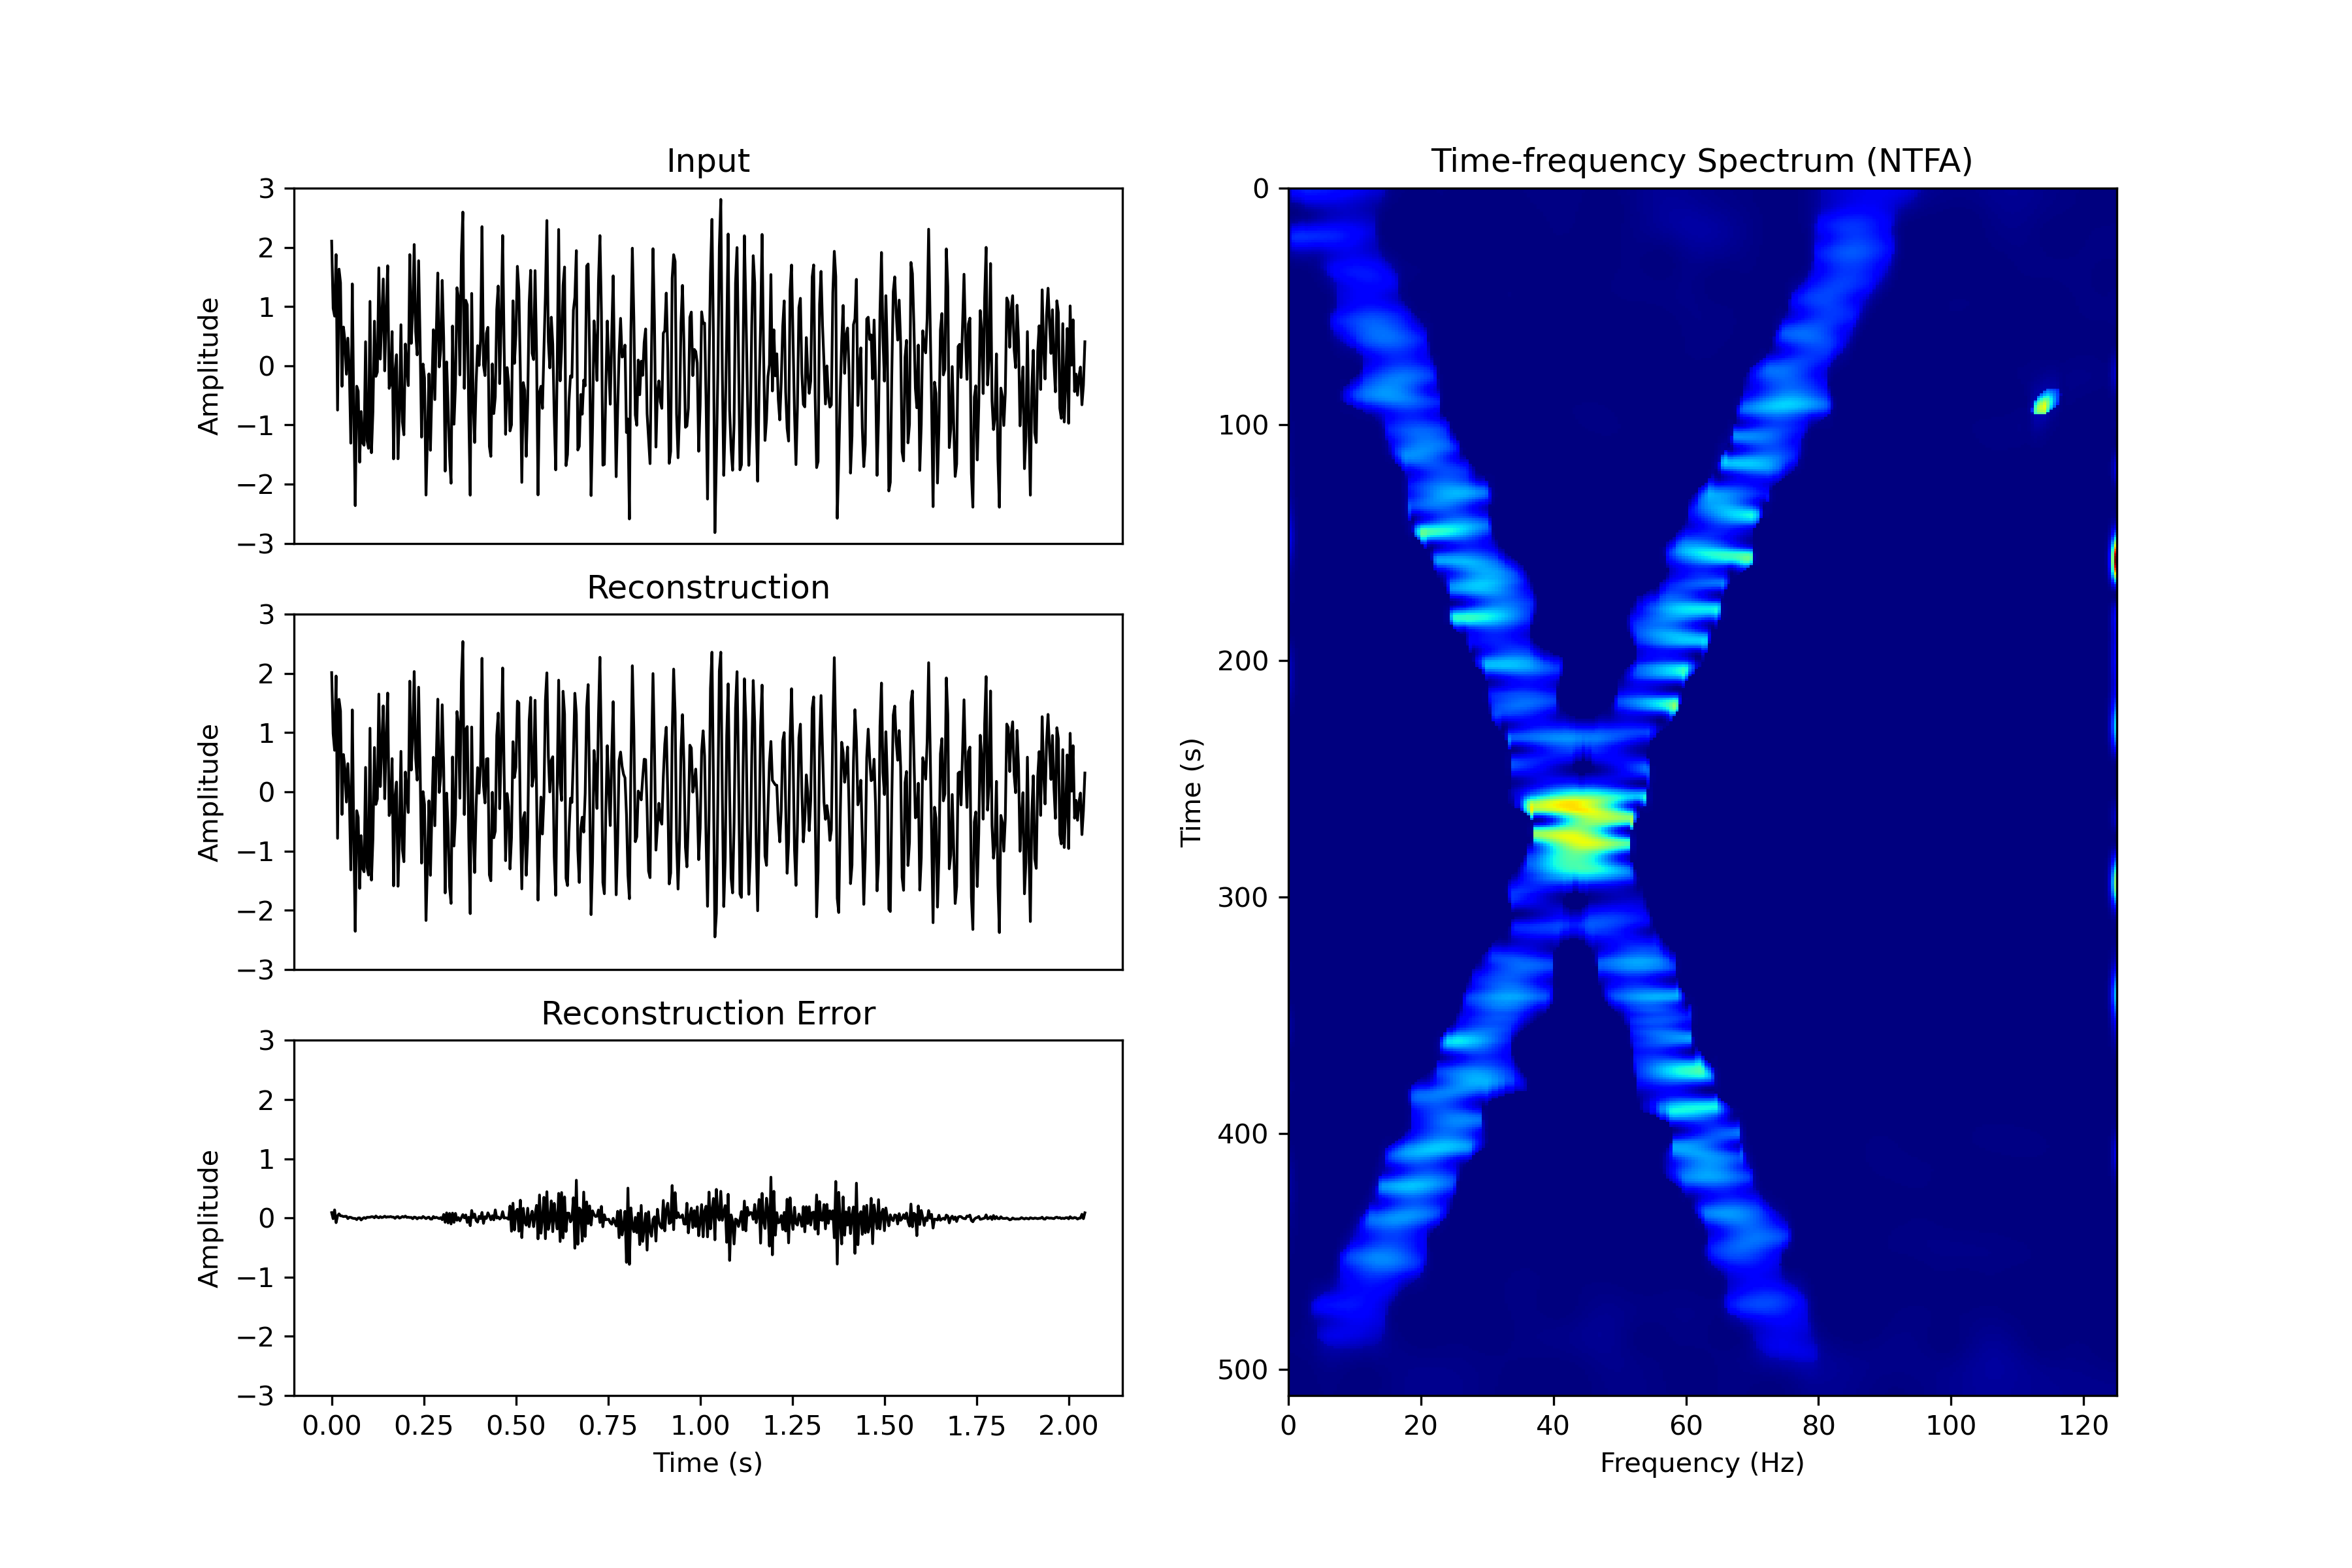 Input
3
2
1
0
−1
−2
−3
Amplitude
Reconstruction
3
2
1
0
−1
−2
−3
Amplitude
Reconstruction Error
3
2
1
0
−1
−2
−3
Amplitude
0.00 0.25 0.50 0.75 1.00 1.25 1.50 1.75 2.00
Time (s)
Time-frequency Spectrum (NTFA)
0
100
200
300
400
500
Time (s)
0 20 40 60 80 100 120
Frequency (Hz)